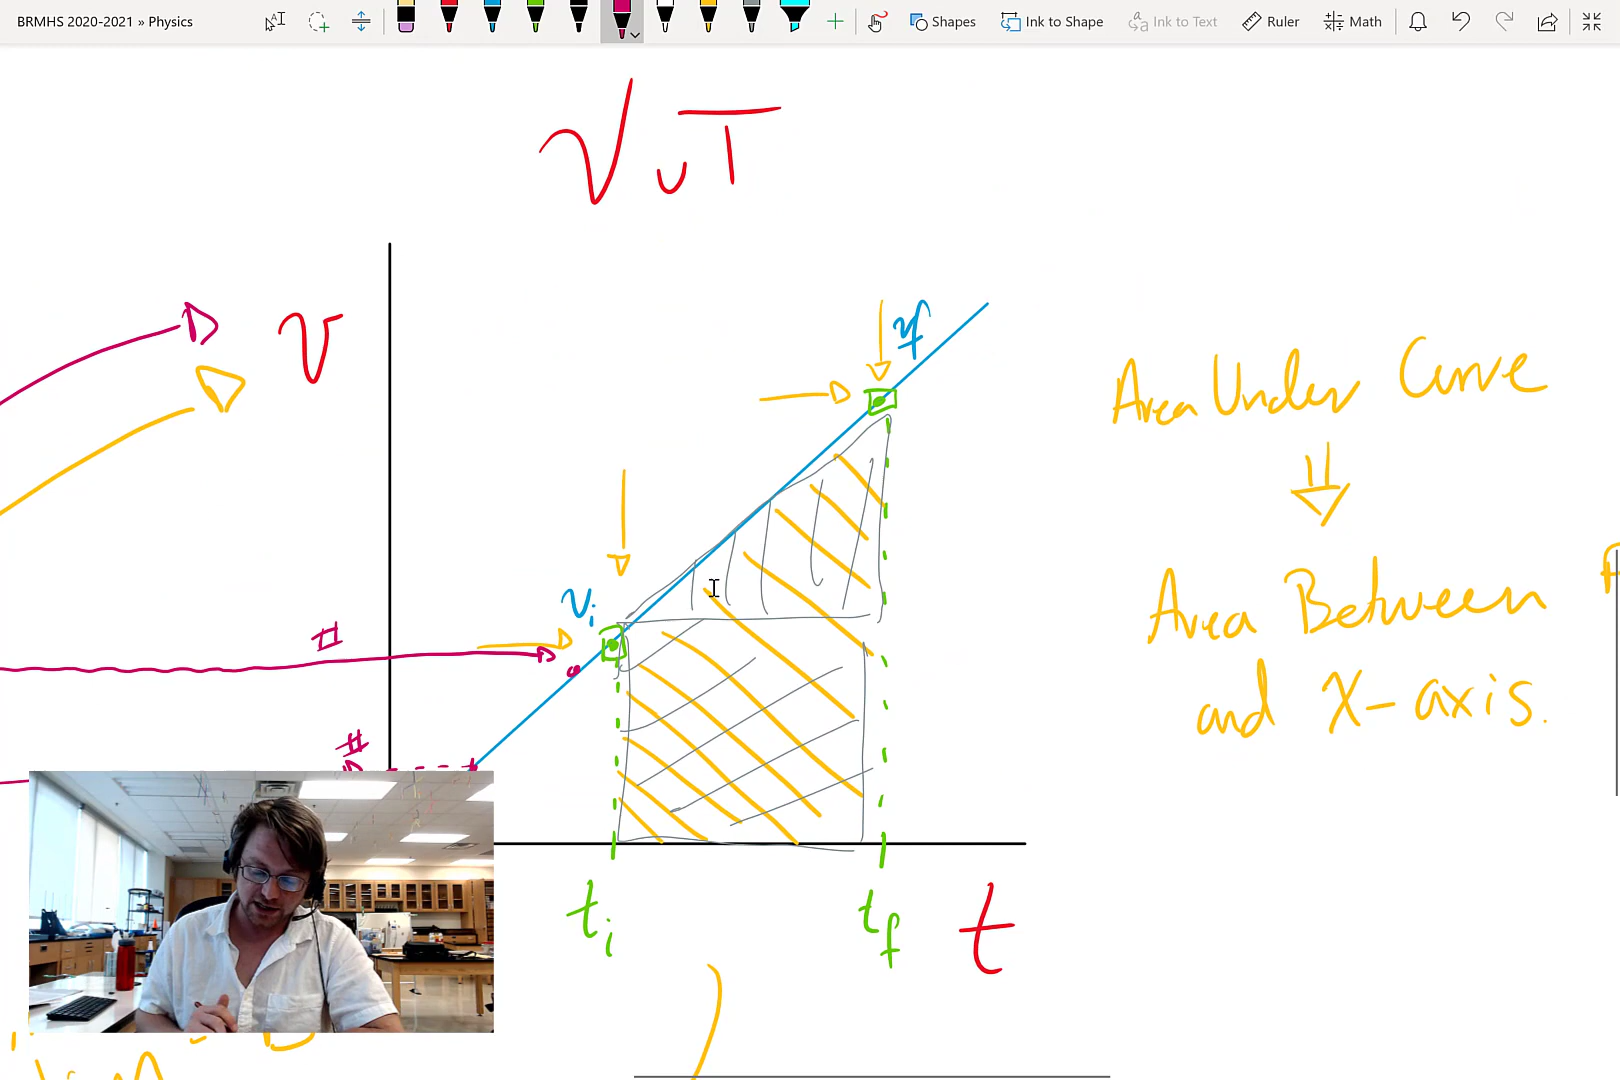 BRMHS 2020-2021 » Physics
Shapes
Ink to Shape
Ink to Text
Ruler
Math
V v T
v
vf
vi
#
#
ti
tf
t
Area Under Curve
Area Between
and X-axis.